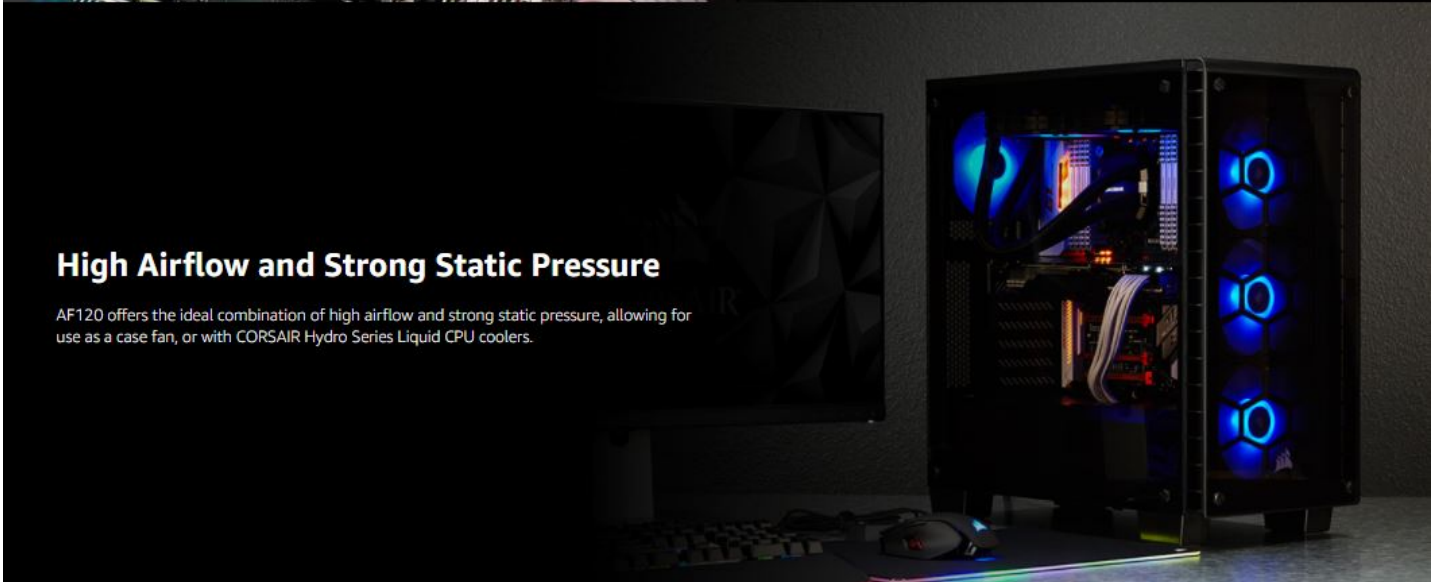 High Airflow and Strong Static Pressure
AF120 offers the ideal combination of high airflow and strong static pressure, allowing for
use as a case fan, or with CORSAIR Hydro Series Liquid CPU coolers.